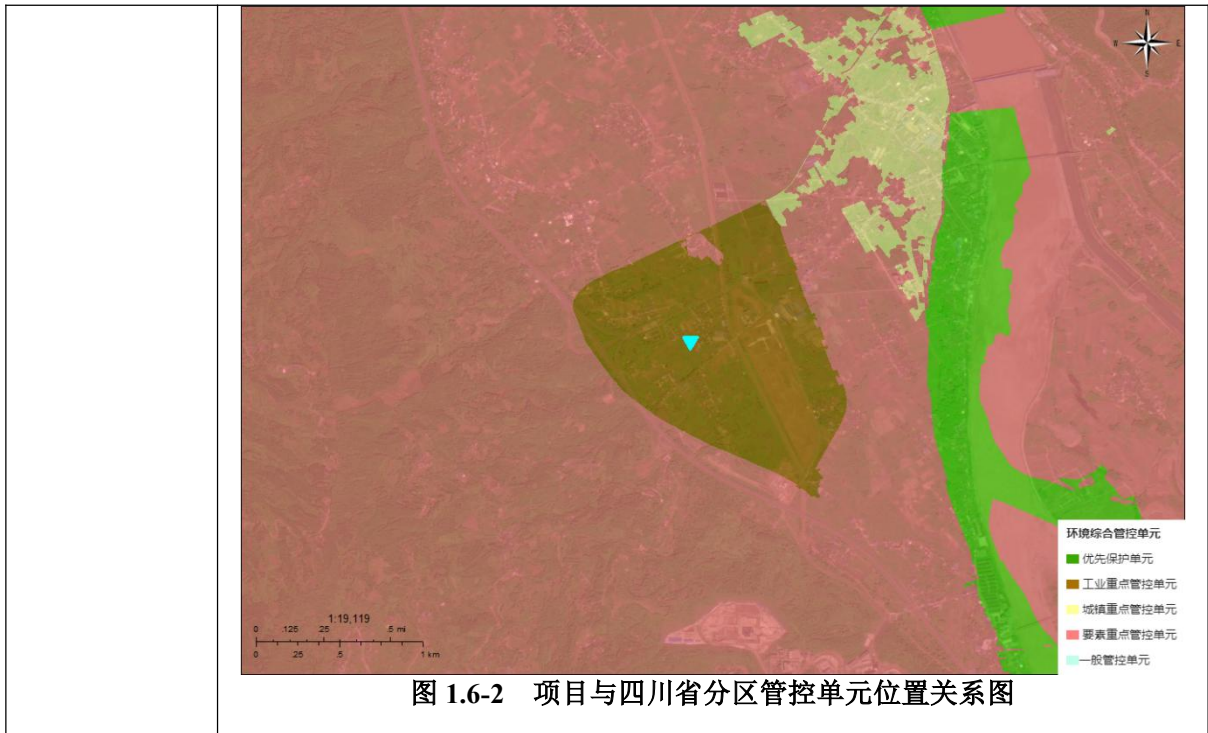 N
W
E
S
环境综合管控单元
优先保护单元
工业重点管控单元
城镇重点管控单元
要素重点管控单元
一般管控单元
1:19,119
0 .125 .25 .5 mi
0 .25 .5 1 km
图 1.6-2 项目与四川省分区管控单元位置关系图